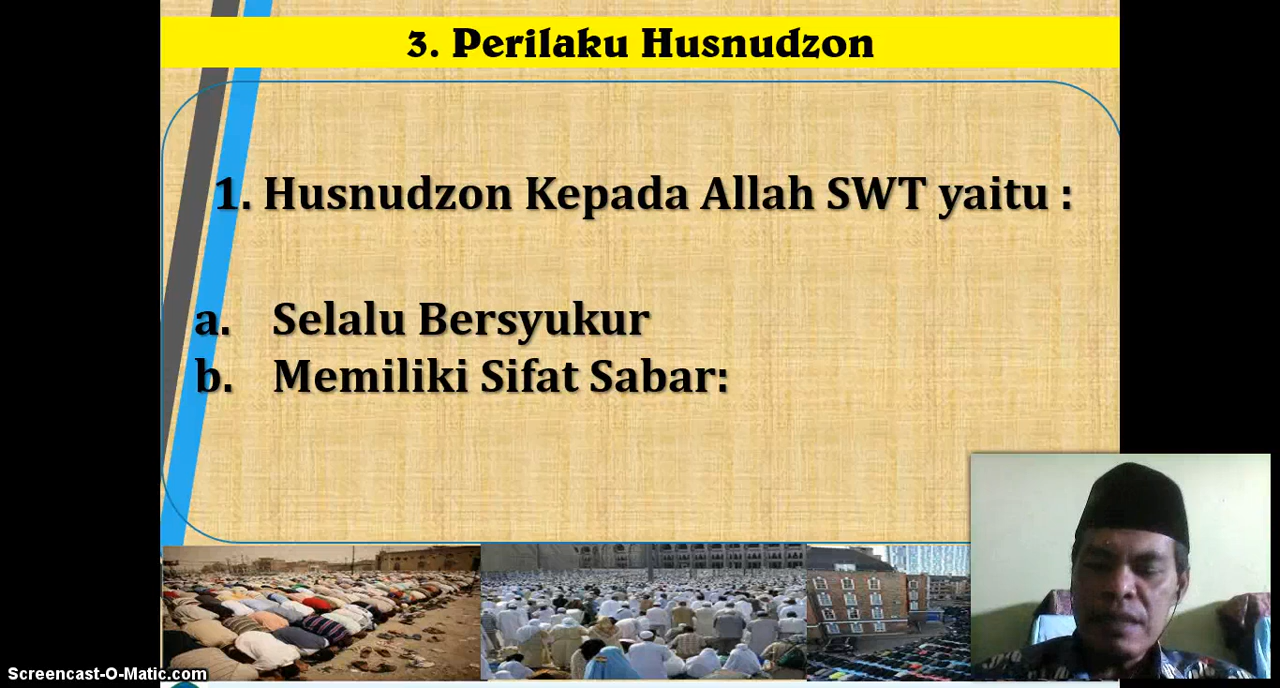 3. Perilaku Husnudzon
1. Husnudzon Kepada Allah SWT yaitu :
a. Selalu Bersyukur
b. Memiliki Sifat Sabar:
Screencast-O-Matic.com